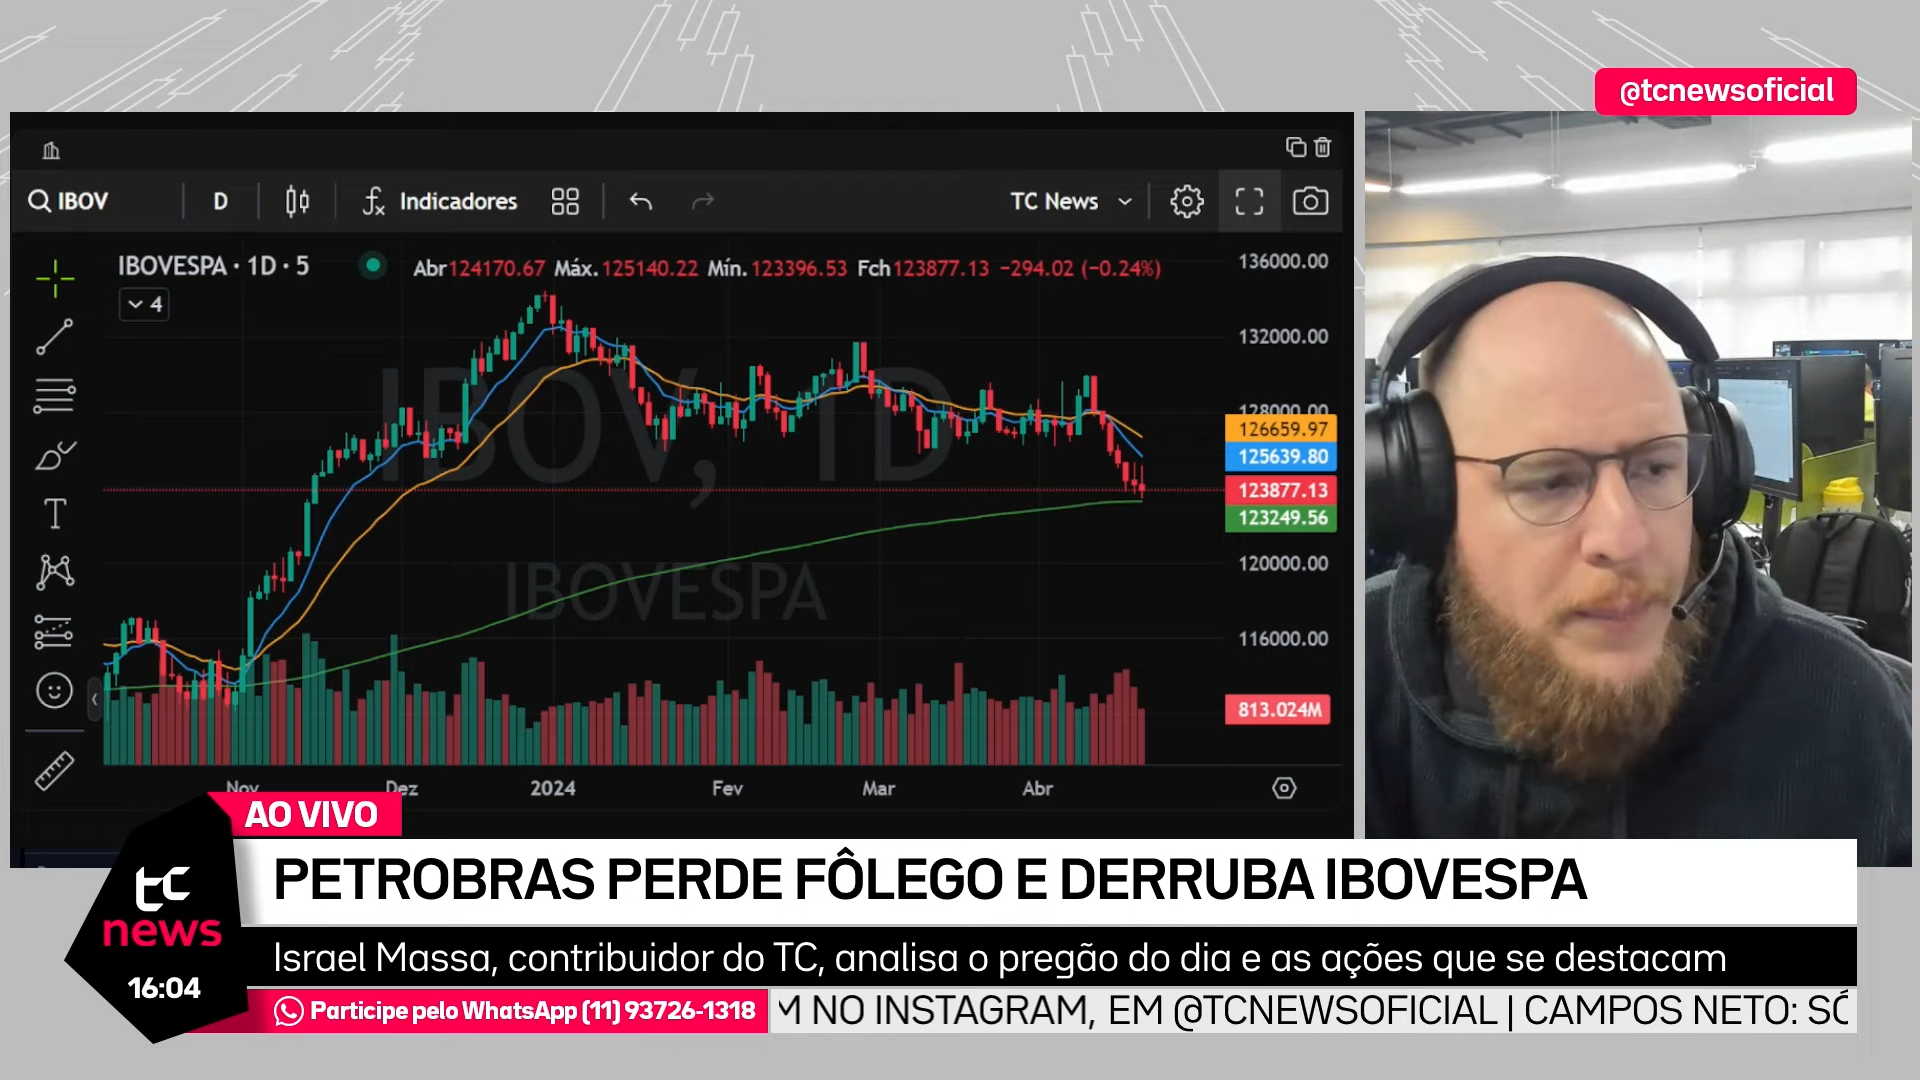 @tcnewsoficial
IBOV D Indicadores TC News
IBOVESPA · 1D · 5 Abr124170.67 Máx.125140.22 Mín.123396.53 Fch123877.13 −294.02 (−0.24%)
4
136000.00
132000.00
128000.00
126659.97
125639.80
123877.13
123249.56
120000.00
116000.00
813.024M
IBOV, 1D
IBOVESPA
Nov Dez 2024 Fev Mar Abr
AO VIVO
PETROBRAS PERDE FÔLEGO E DERRUBA IBOVESPA
Israel Massa, contribuidor do TC, analisa o pregão do dia e as ações que se destacam
tc
news
16:04
Participe pelo WhatsApp (11) 93726-1318
M NO INSTAGRAM, EM @TCNEWSOFICIAL | CAMPOS NETO: SÓ